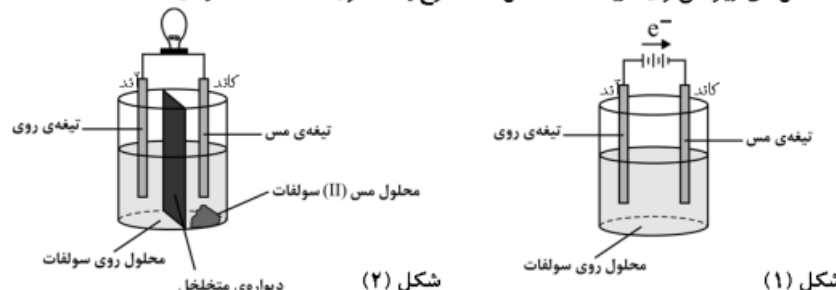 e⁻
آند
کاتد
تیغه‌ی روی
تیغه‌ی مس
محلول روی سولفات
شکل (۱)
آند
کاتد
تیغه‌ی روی
تیغه‌ی مس
محلول مس (II) سولفات
محلول روی سولفات
دیواره‌ی متخلخل
شکل (۲)